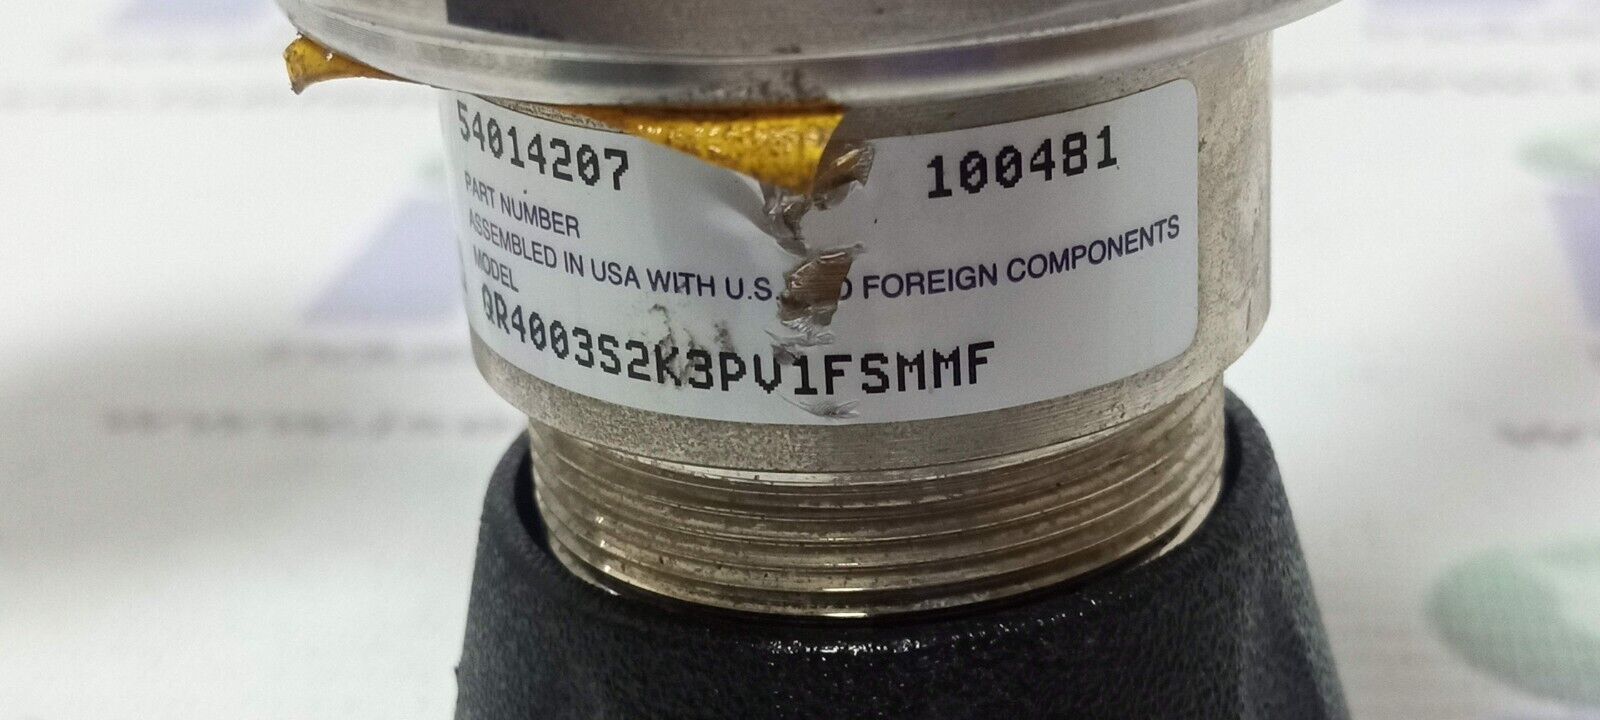 54014207 100481
PART NUMBER
ASSEMBLED IN USA WITH U.S. FOREIGN COMPONENTS
MODEL
QR4003S2K3PV1FSMMF